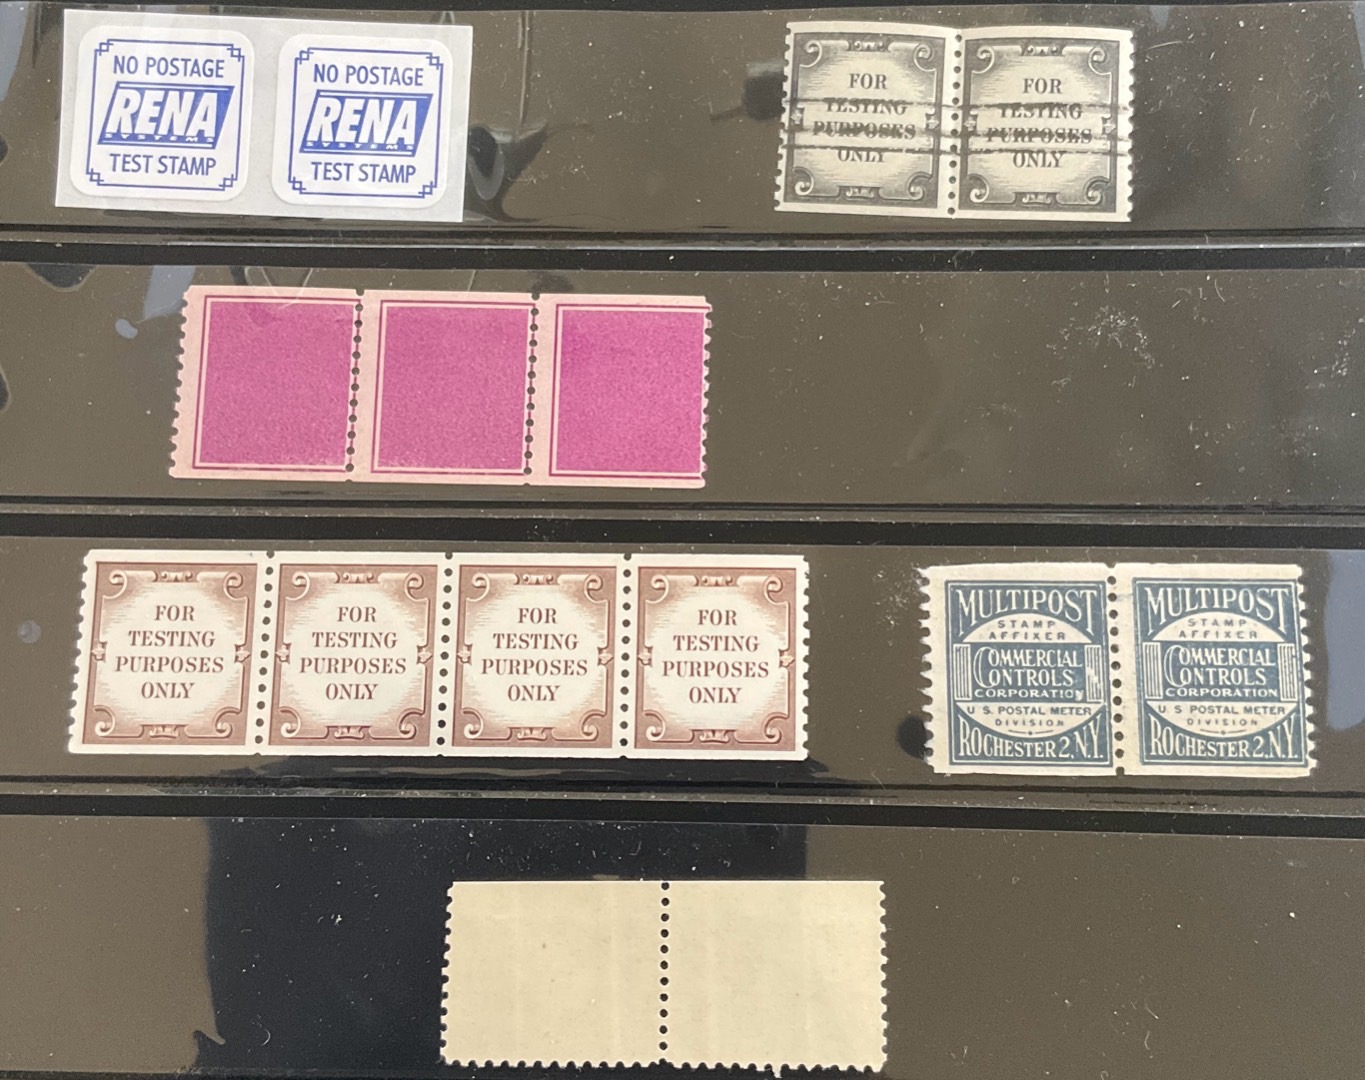 NO POSTAGE
RENA
SYSTEMS
TEST STAMP
NO POSTAGE
RENA
SYSTEMS
TEST STAMP
FOR
TESTING
PURPOSES
ONLY
FOR
TESTING
PURPOSES
ONLY
FOR
TESTING
PURPOSES
ONLY
FOR
TESTING
PURPOSES
ONLY
FOR
TESTING
PURPOSES
ONLY
FOR
TESTING
PURPOSES
ONLY
MULTIPOST
STAMP
AFFIXER
COMMERCIAL
CONTROLS
CORPORATION
U.S. POSTAL METER
DIVISION
ROCHESTER 2, N.Y.
MULTIPOST
STAMP
AFFIXER
COMMERCIAL
CONTROLS
CORPORATION
U.S. POSTAL METER
DIVISION
ROCHESTER 2, N.Y.